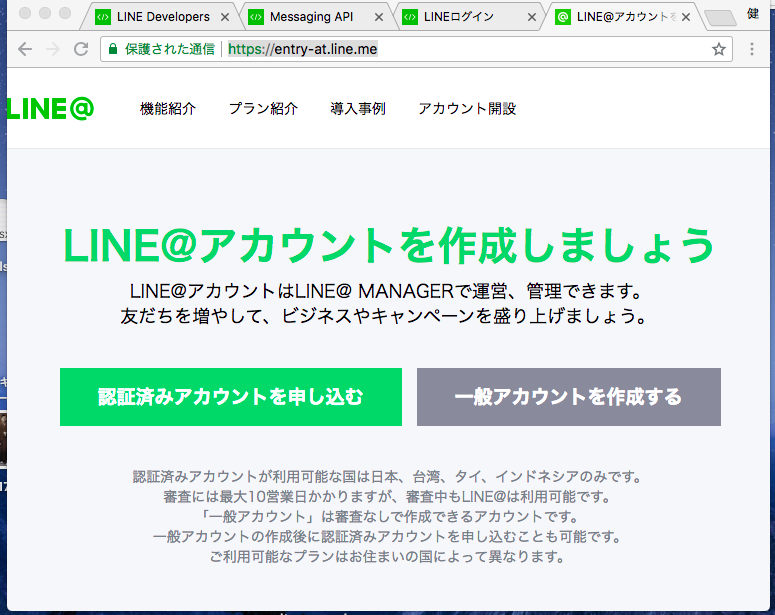 LINE Developers
Messaging API
LINEログイン
LINE@アカウントを
健
保護された通信
https://entry-at.line.me
LINE@
機能紹介
プラン紹介
導入事例
アカウント開設
LINE@アカウントを作成しましょう
LINE@アカウントはLINE@ MANAGERで運営、管理できます。
友だちを増やして、ビジネスやキャンペーンを盛り上げましょう。
認証済みアカウントを申し込む
一般アカウントを作成する
認証済みアカウントが利用可能な国は日本、台湾、タイ、インドネシアのみです。
審査には最大10営業日かかりますが、審査中もLINE@は利用可能です。
「一般アカウント」は審査なしで作成できるアカウントです。
一般アカウントの作成後に認証済みアカウントを申し込むことも可能です。
ご利用可能なプランはお住まいの国によって異なります。